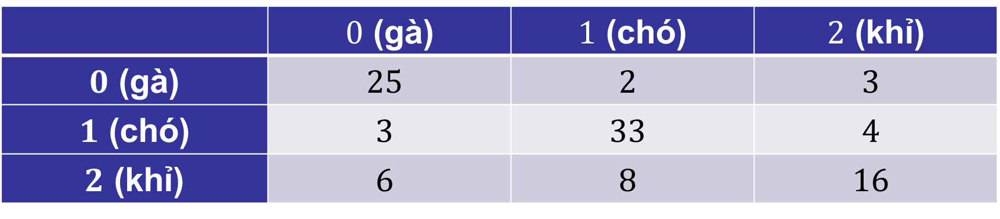 0 (gà) 1 (chó) 2 (khỉ)
0 (gà) 25 2 3
1 (chó) 3 33 4
2 (khỉ) 6 8 16